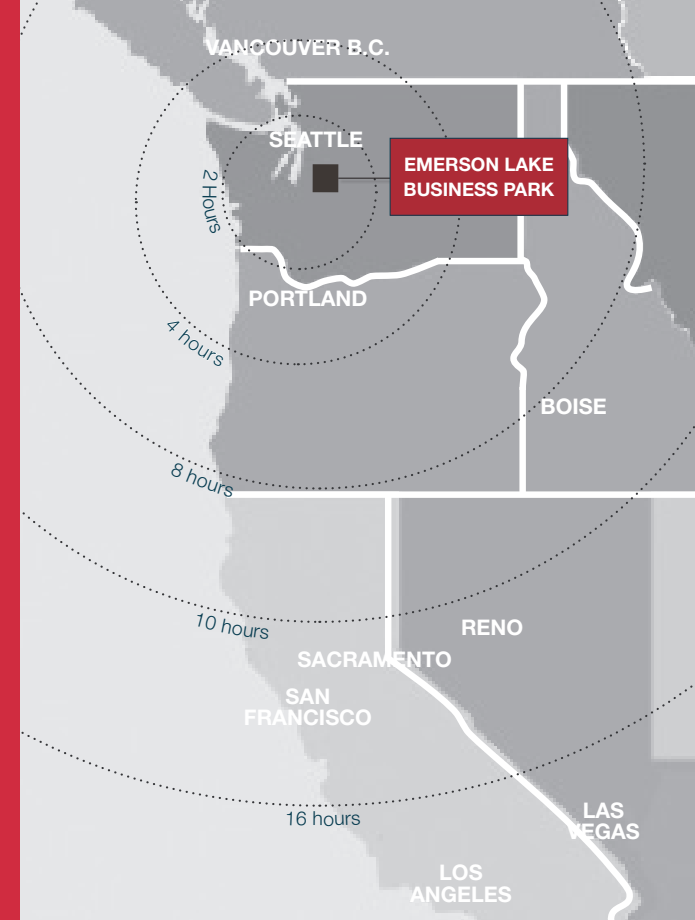 VANCOUVER B.C.
SEATTLE
EMERSON LAKE
BUSINESS PARK
2 Hours
PORTLAND
4 hours
BOISE
8 hours
10 hours
RENO
SACRAMENTO
SAN
FRANCISCO
16 hours
LAS
VEGAS
LOS
ANGELES